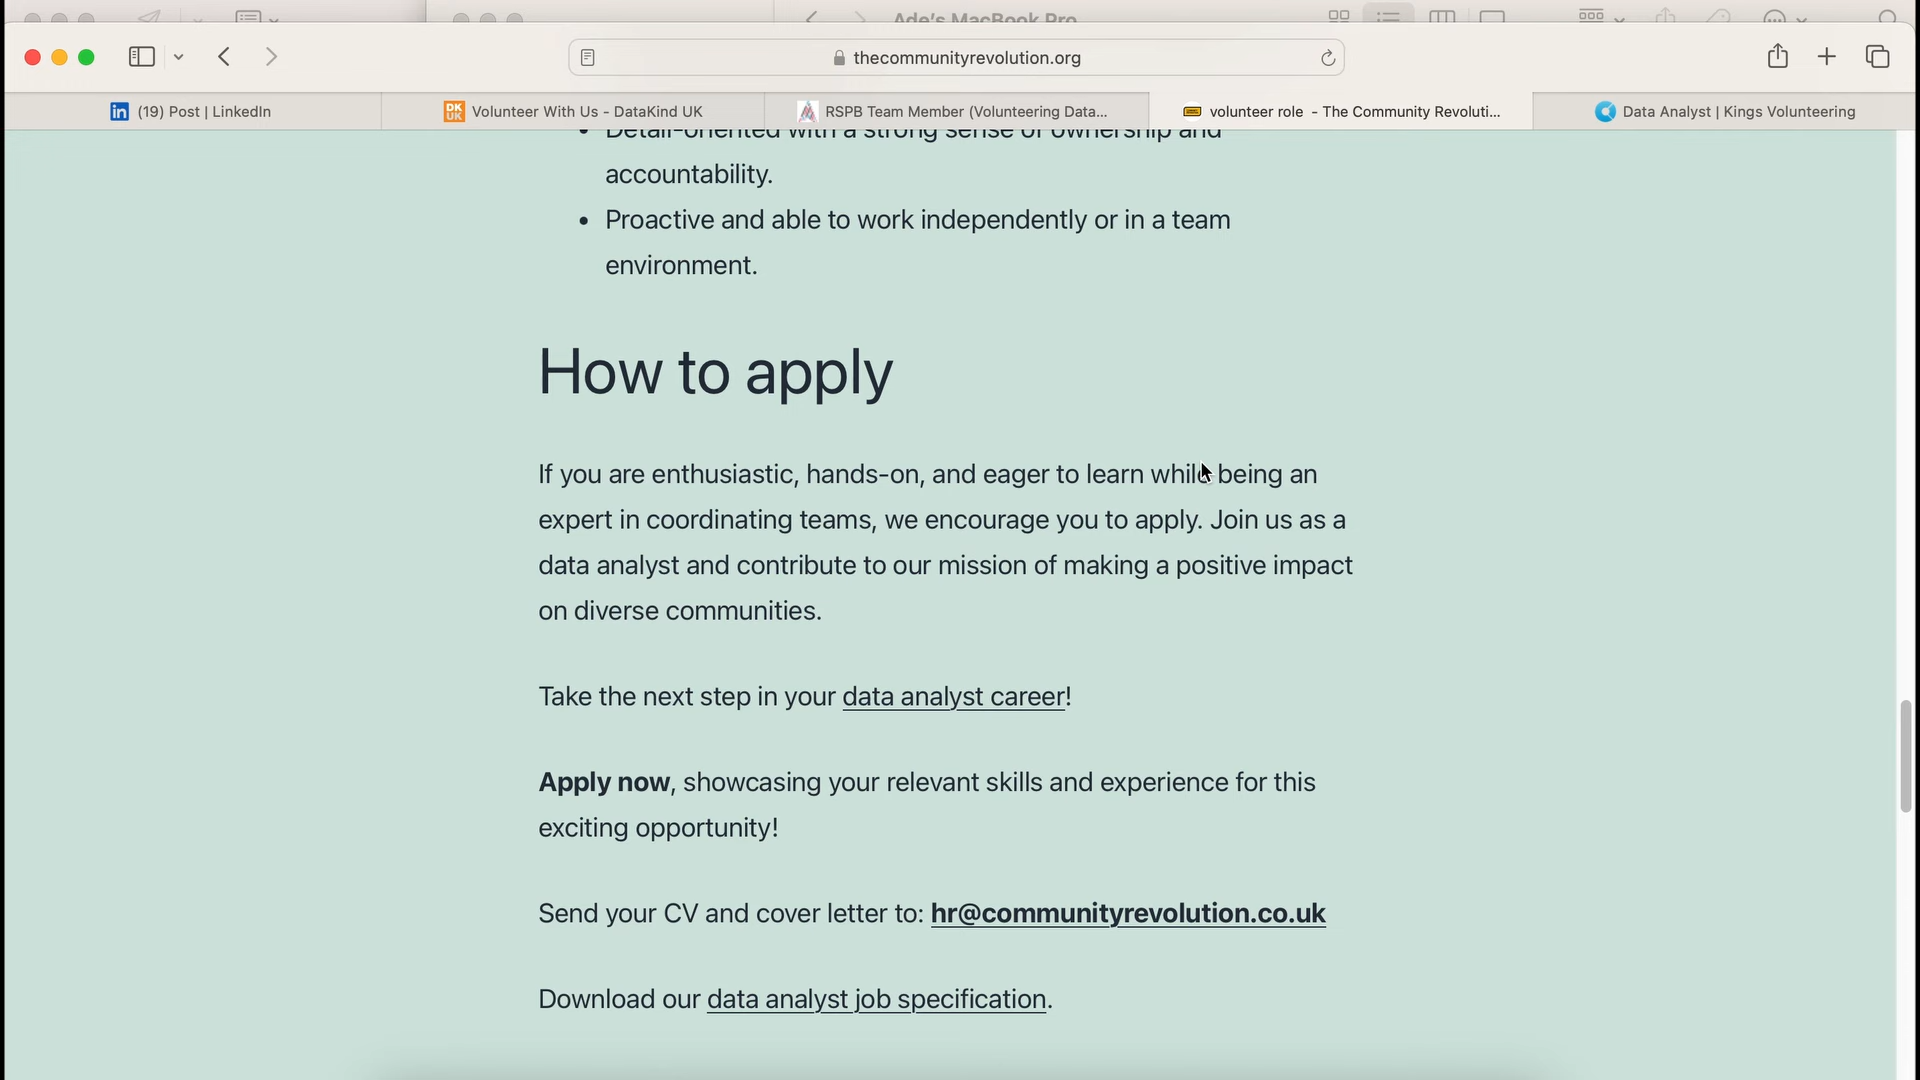 Ade's MacBook Pro
thecommunityrevolution.org
(19) Post | LinkedIn
DK UK Volunteer With Us - DataKind UK
RSPB Team Member (Volunteering Data...
volunteer role - The Community Revoluti...
Data Analyst | Kings Volunteering
• Detail-oriented with a strong sense of ownership and
accountability.
• Proactive and able to work independently or in a team
environment.
How to apply
If you are enthusiastic, hands-on, and eager to learn while being an
expert in coordinating teams, we encourage you to apply. Join us as a
data analyst and contribute to our mission of making a positive impact
on diverse communities.
Take the next step in your data analyst career!
Apply now, showcasing your relevant skills and experience for this
exciting opportunity!
Send your CV and cover letter to: hr@communityrevolution.co.uk
Download our data analyst job specification.